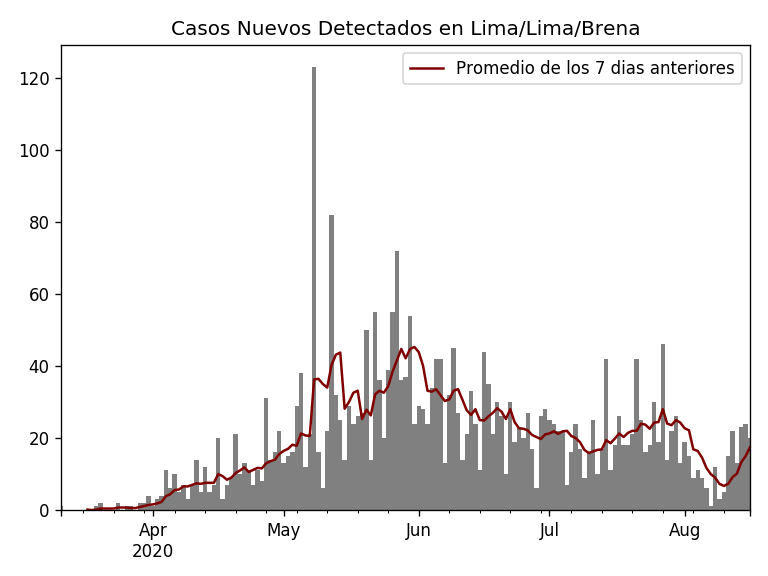 Casos Nuevos Detectados en Lima/Lima/Brena
Promedio de los 7 dias anteriores
120
100
80
60
40
20
0
Apr May Jun Jul Aug
2020